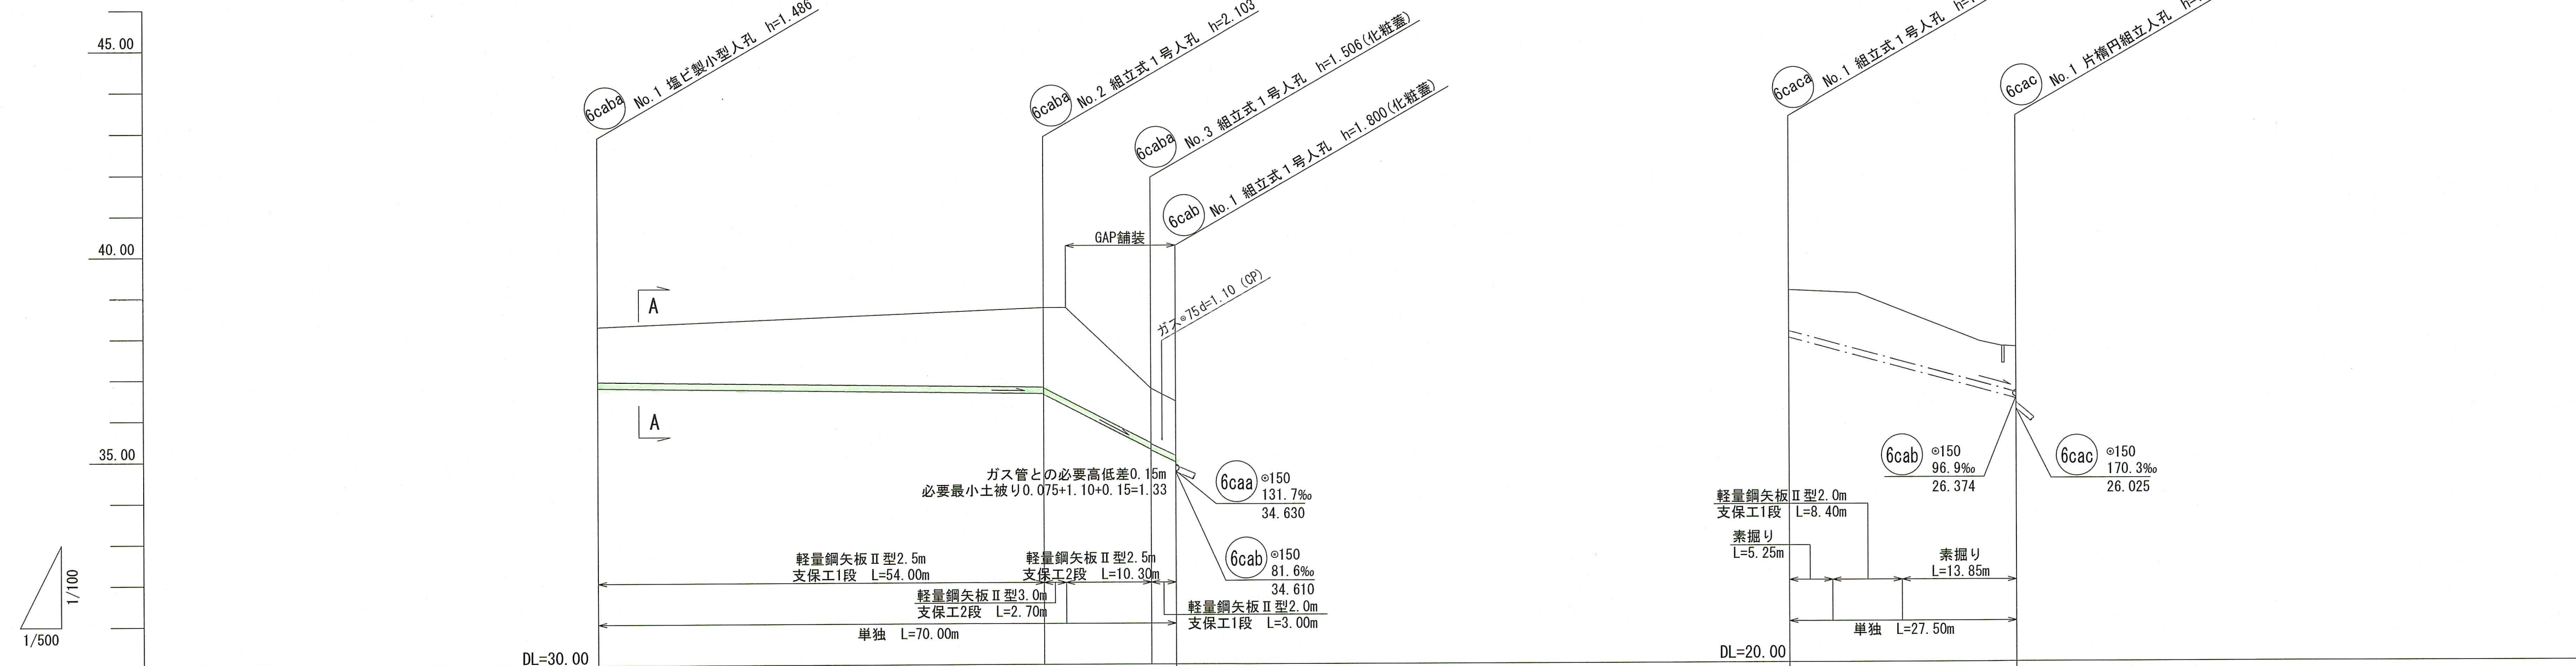 45.00
40.00
35.00
1/100
1/500
DL=30.00
6caba No.1 塩ビ製小型人孔 h=1.486
6caba No.2 組立式1号人孔 h=2.103
6caba No.3 組立式1号人孔 h=1.506(化粧蓋)
6cab No.1 組立式1号人孔 h=1.800(化粧蓋)
GAP舗装
ガス⊙75d=1.10 (CP)
A
A
ガス管との必要高低差0.15m
必要最小土被り0.075+1.10+0.15=1.33
6caa ⊙150
131.7‰
34.630
6cab ⊙150
81.6‰
34.610
軽量鋼矢板Ⅱ型2.5m
支保工1段 L=54.00m
軽量鋼矢板Ⅱ型2.5m
支保工2段 L=10.30m
軽量鋼矢板Ⅱ型3.0m
支保工2段 L=2.70m
軽量鋼矢板Ⅱ型2.0m
支保工1段 L=3.00m
単独 L=70.00m
6caca No.1 組立式1号人孔
6cac No.1 片楕円組立人孔
6cab ⊙150
96.9‰
26.374
6cac ⊙150
170.3‰
26.025
軽量鋼矢板Ⅱ型2.0m
支保工1段 L=8.40m
素掘り
L=5.25m
素掘り
L=13.85m
単独 L=27.50m
DL=20.00